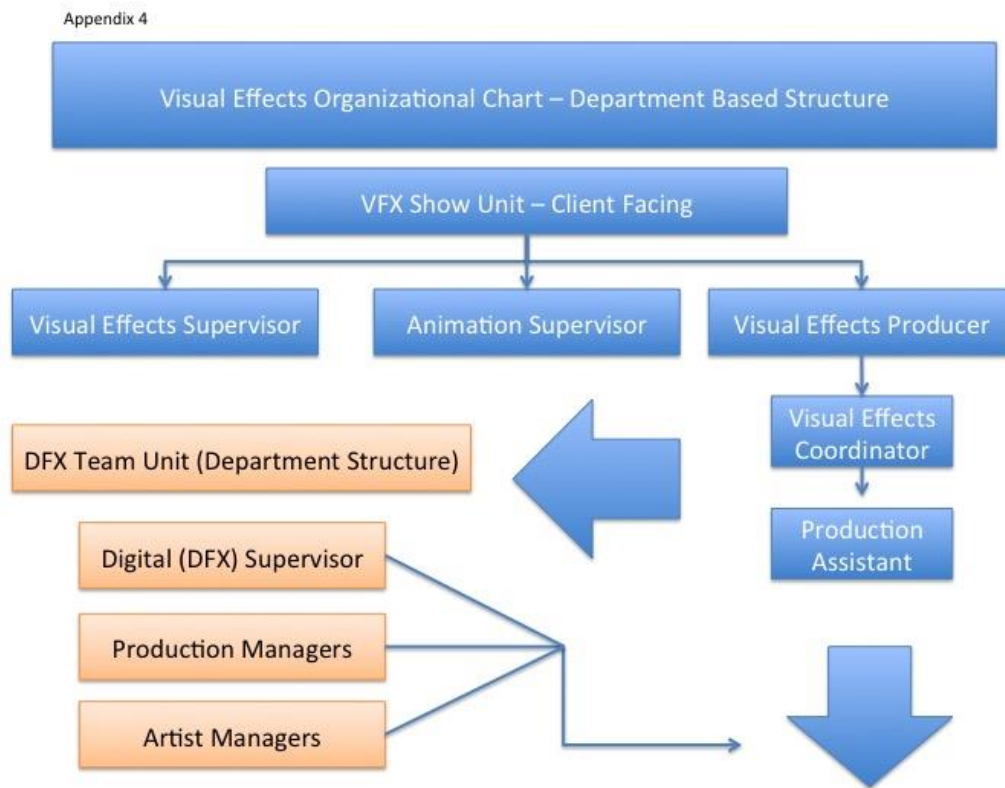 Appendix 4
Visual Effects Organizational Chart – Department Based Structure
VFX Show Unit – Client Facing
Visual Effects Supervisor
Animation Supervisor
Visual Effects Producer
Visual Effects
Coordinator
Production
Assistant
DFX Team Unit (Department Structure)
Digital (DFX) Supervisor
Production Managers
Artist Managers